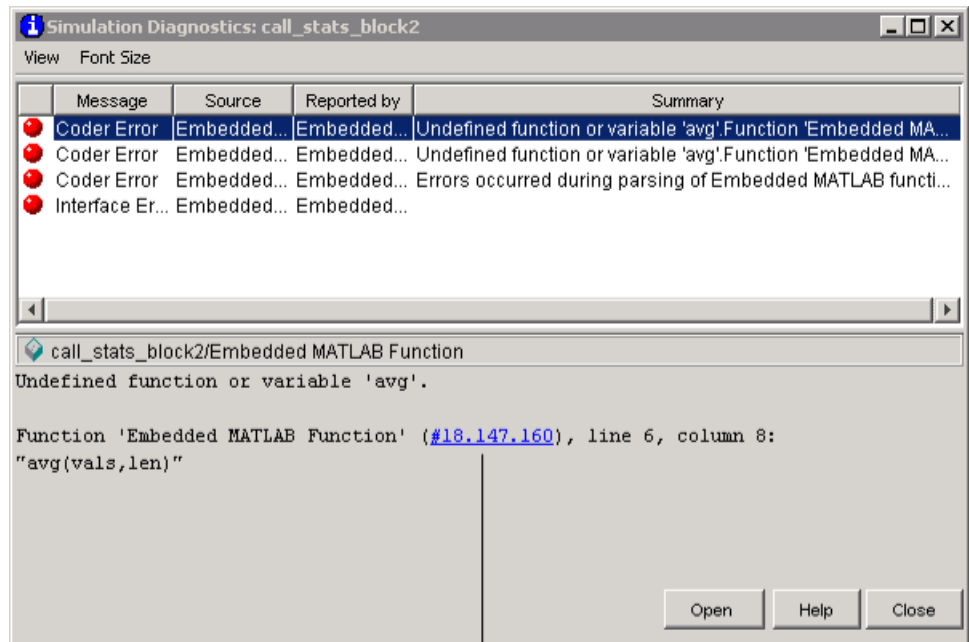 Simulation Diagnostics: call_stats_block2
View Font Size
Message Source Reported by Summary
Coder Error Embedded... Embedded... Undefined function or variable 'avg'.Function 'Embedded MA...
Coder Error Embedded... Embedded... Undefined function or variable 'avg'.Function 'Embedded MA...
Coder Error Embedded... Embedded... Errors occurred during parsing of Embedded MATLAB functi...
Interface Er... Embedded... Embedded...
call_stats_block2/Embedded MATLAB Function
Undefined function or variable 'avg'.
Function 'Embedded MATLAB Function' (#18.147.160), line 6, column 8:
"avg(vals,len)"
Open Help Close